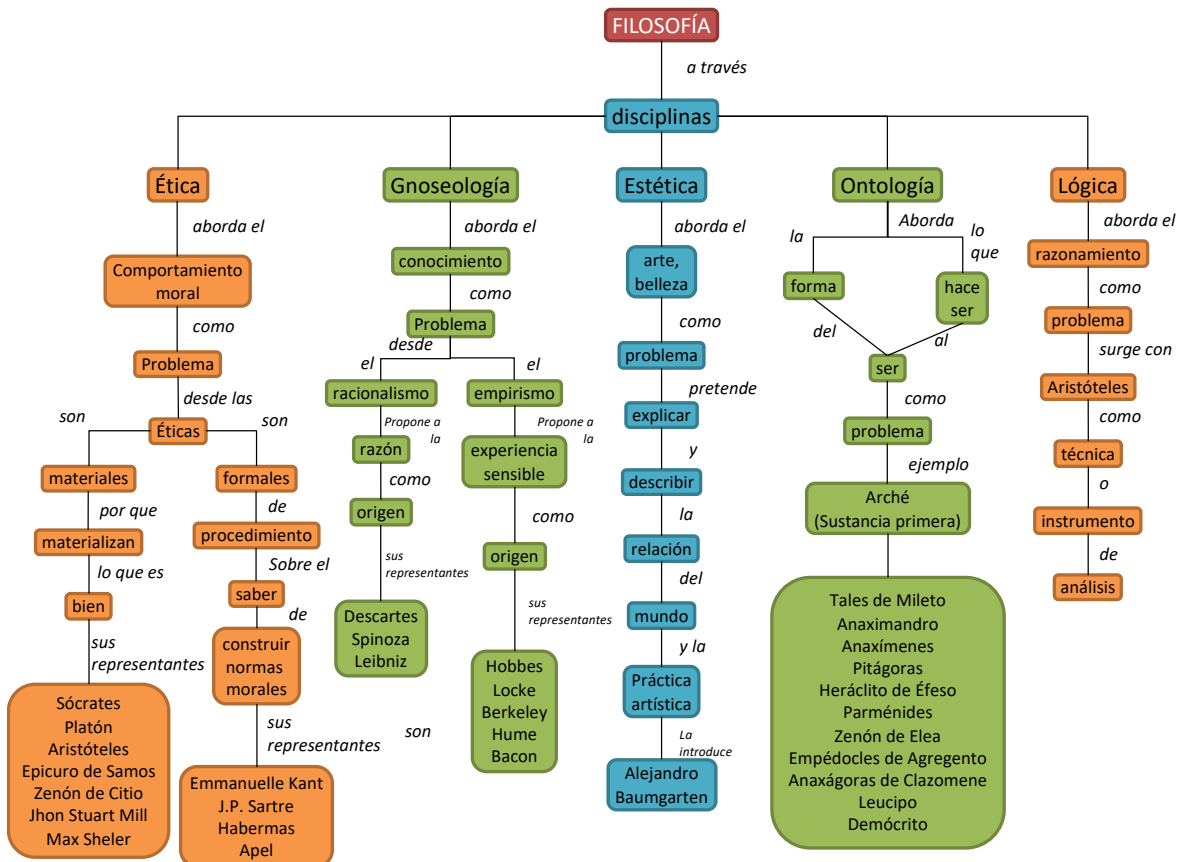 FILOSOFÍA
a través
disciplinas
Ética
aborda el
Comportamiento
moral
como
Problema
desde las
Éticas
son
son
materiales
por que
materializan
lo que es
bien
sus
representantes
Sócrates
Platón
Aristóteles
Epicuro de Samos
Zenón de Citio
Jhon Stuart Mill
Max Sheler
formales
de
procedimiento
Sobre el
saber
de
construir
normas
morales
sus
representantes
son
Emmanuelle Kant
J.P. Sartre
Habermas
Apel
Gnoseología
aborda el
conocimiento
como
Problema
desde
el
el
racionalismo
Propone a
la
razón
como
origen
sus
representantes
Descartes
Spinoza
Leibniz
empirismo
Propone a
la
experiencia
sensible
como
origen
sus
representantes
Hobbes
Locke
Berkeley
Hume
Bacon
Estética
aborda el
arte,
belleza
como
problema
pretende
explicar
y
describir
la
relación
del
mundo
y la
Práctica
artística
La
introduce
Alejandro
Baumgarten
Ontología
Aborda
la
lo
que
forma
hace
ser
del
al
ser
como
problema
ejemplo
Arché
(Sustancia primera)
Tales de Mileto
Anaximandro
Anaxímenes
Pitágoras
Heráclito de Éfeso
Parménides
Zenón de Elea
Empédocles de Agregento
Anaxágoras de Clazomene
Leucipo
Demócrito
Lógica
aborda el
razonamiento
como
problema
surge con
Aristóteles
como
técnica
o
instrumento
de
análisis